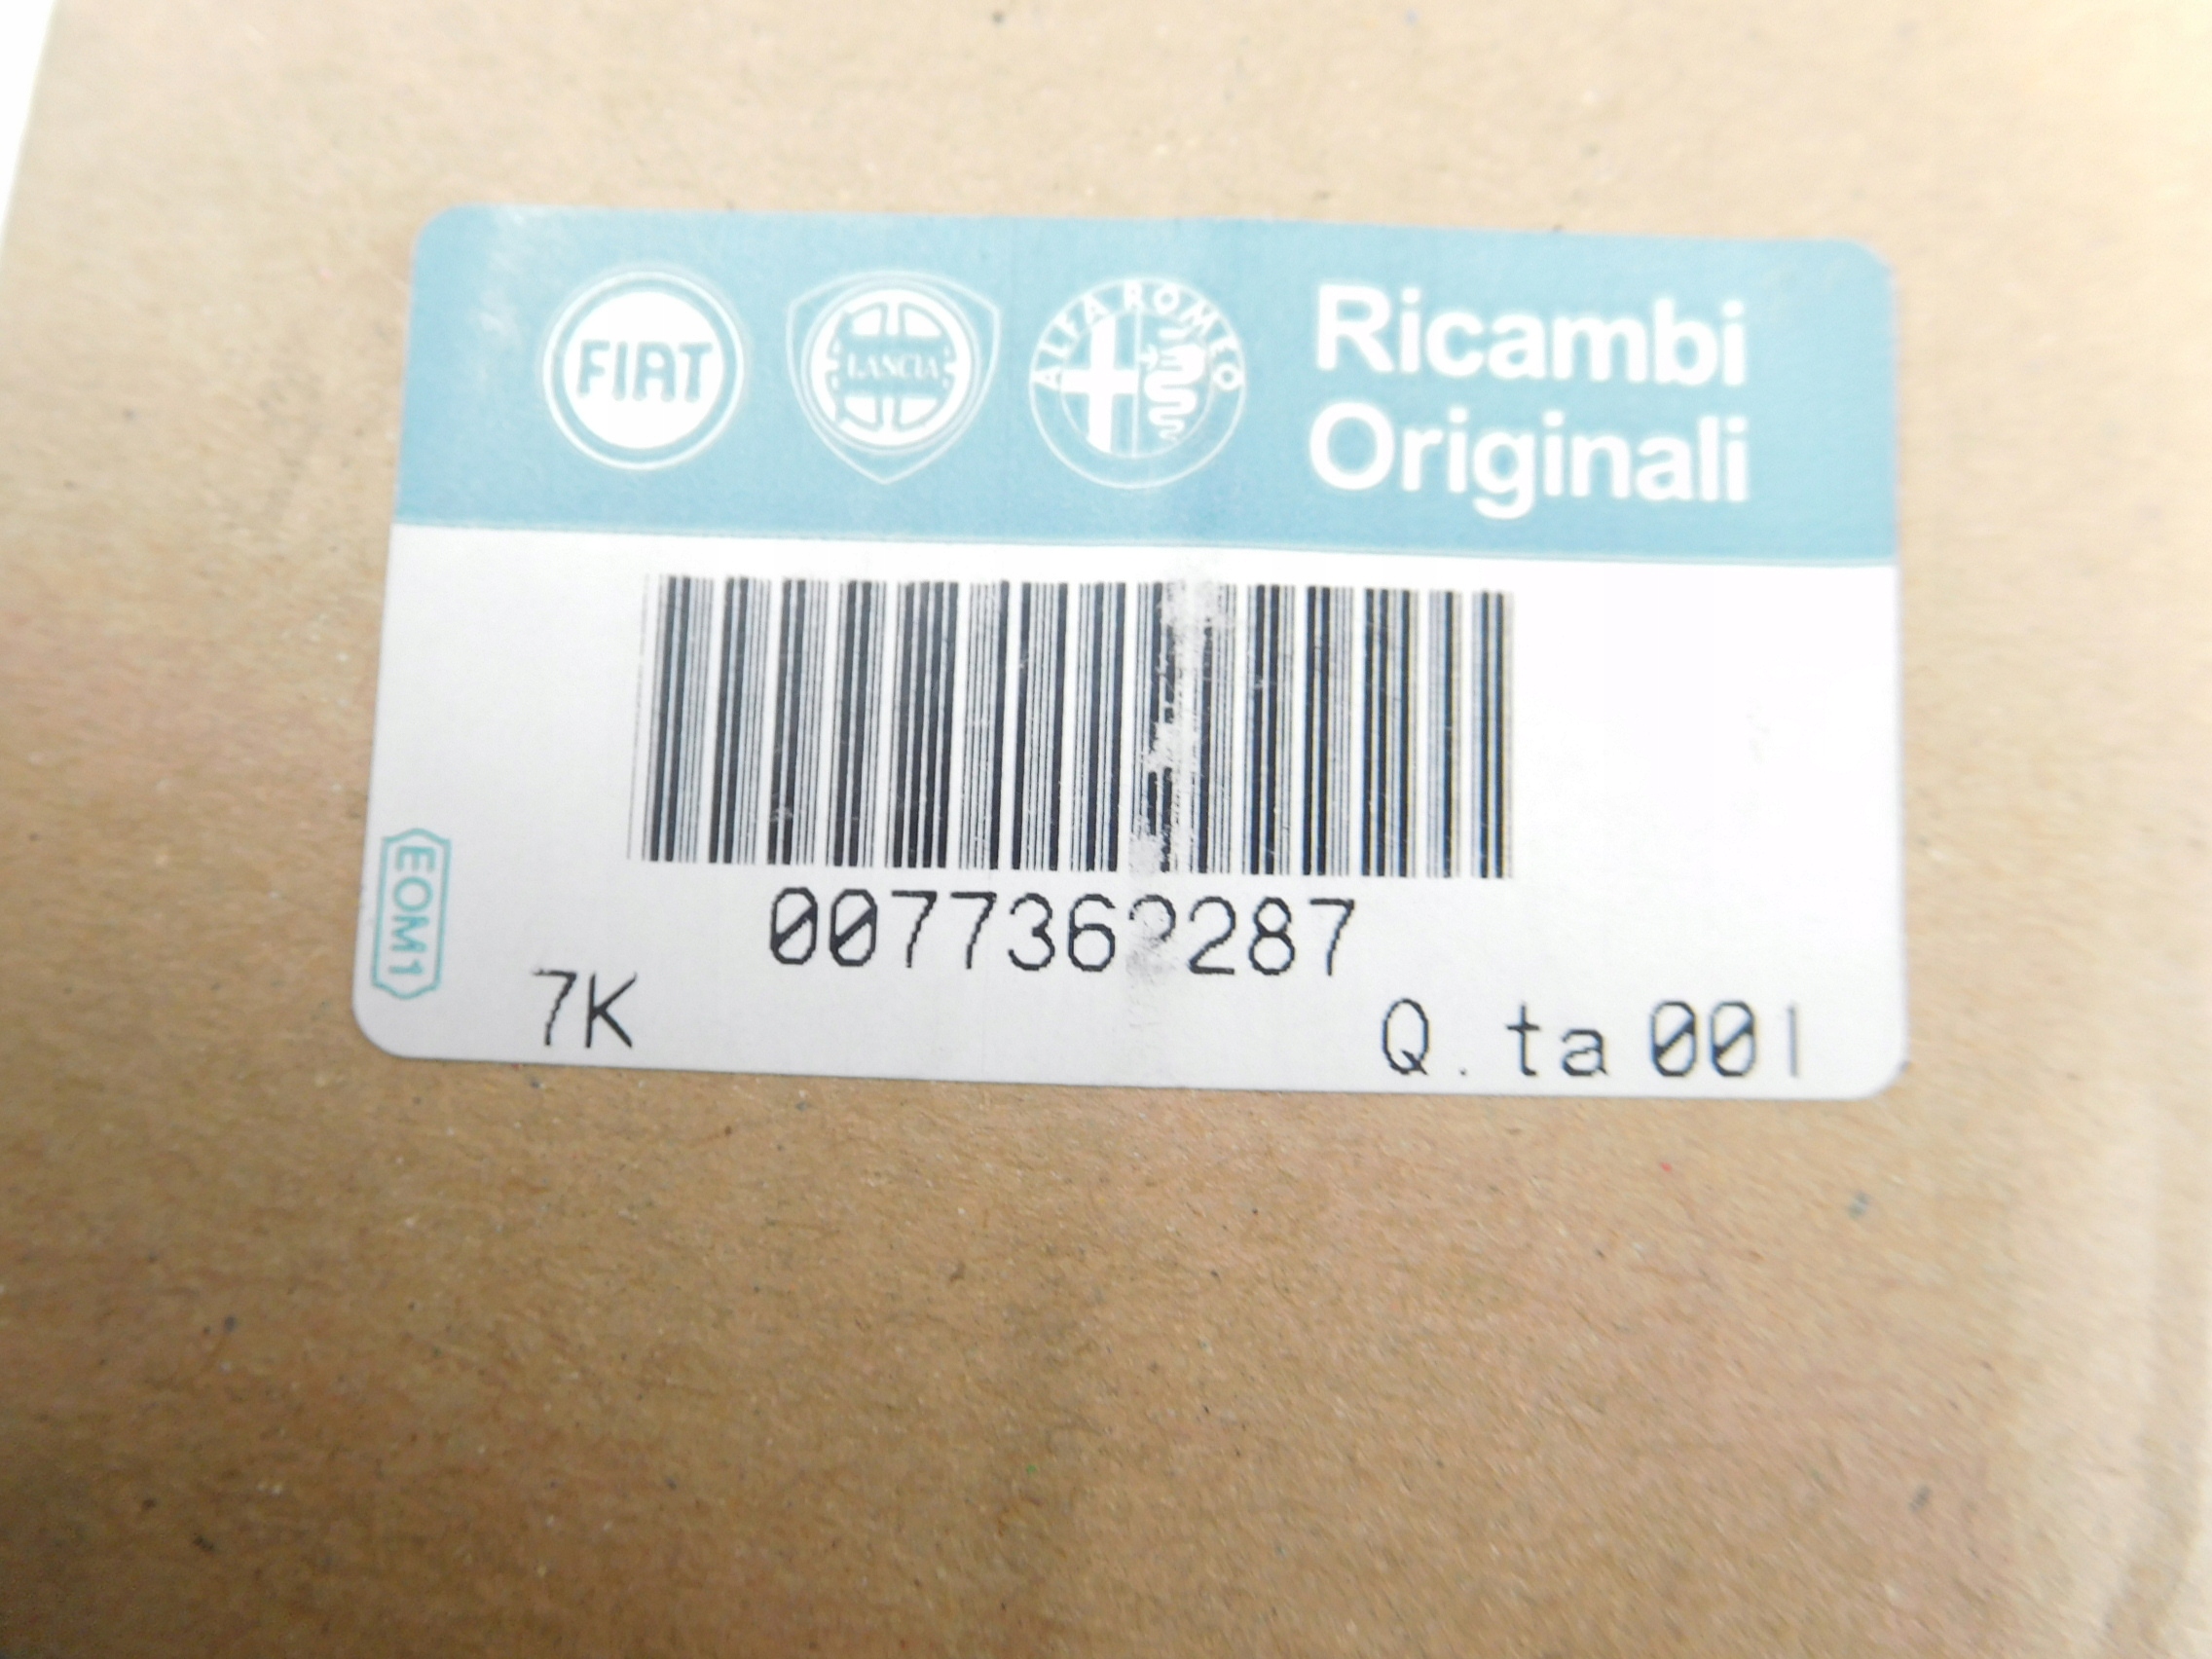 FIAT
LANCIA
ALFA ROMEO
Ricambi
Originali
0077362287
EOM1
7K
Q.ta 001